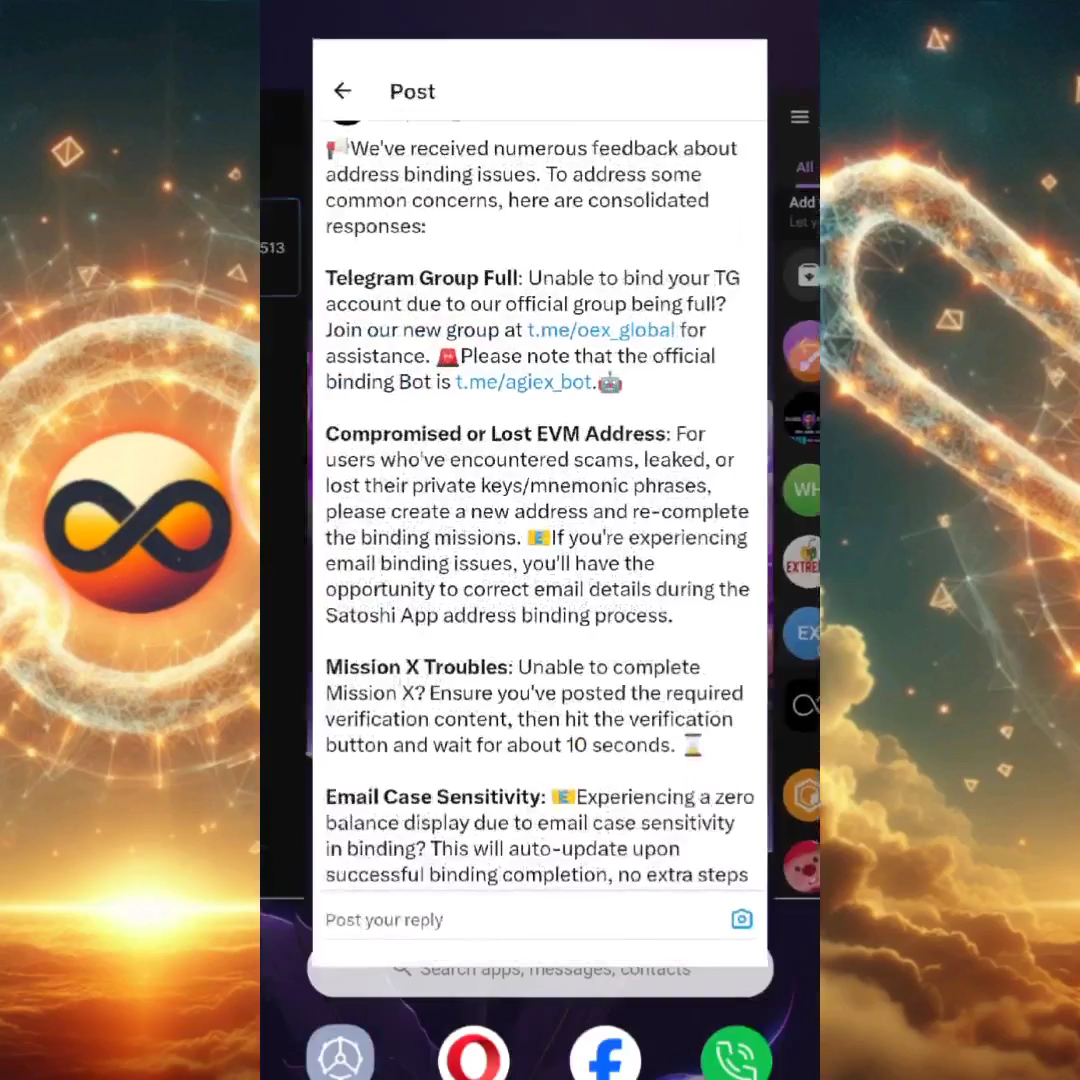 Post
📢We've received numerous feedback about
address binding issues. To address some
common concerns, here are consolidated
responses:
Telegram Group Full: Unable to bind your TG
account due to our official group being full?
Join our new group at t.me/oex_global for
assistance. 🚨Please note that the official
binding Bot is t.me/agiex_bot.🤖
Compromised or Lost EVM Address: For
users who've encountered scams, leaked, or
lost their private keys/mnemonic phrases,
please create a new address and re-complete
the binding missions. 📧If you're experiencing
email binding issues, you'll have the
opportunity to correct email details during the
Satoshi App address binding process.
Mission X Troubles: Unable to complete
Mission X? Ensure you've posted the required
verification content, then hit the verification
button and wait for about 10 seconds. ⏳
Email Case Sensitivity: 📧Experiencing a zero
balance display due to email case sensitivity
in binding? This will auto-update upon
successful binding completion, no extra steps
Post your reply
Search apps, messages, contacts
513
All
Add
WH
EX